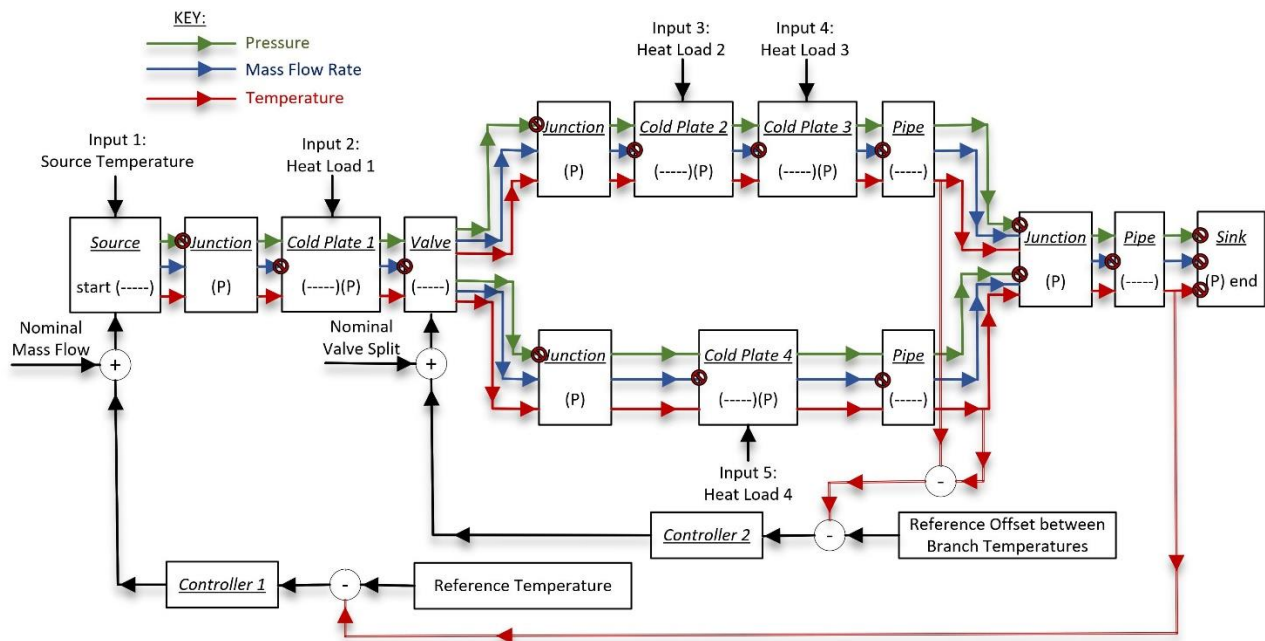 KEY:
Pressure
Mass Flow Rate
Temperature
Input 1:
Source Temperature
Input 2:
Heat Load 1
Input 3:
Heat Load 2
Input 4:
Heat Load 3
Source
start (-----)
Junction
(P)
Cold Plate 1
(-----)(P)
Valve
(-----)
Junction
(P)
Cold Plate 2
(-----)(P)
Cold Plate 3
(-----)(P)
Pipe
(-----)
Junction
(P)
Cold Plate 4
(-----)(P)
Pipe
(-----)
Junction
(P)
Pipe
(-----)
Sink
(P) end
Nominal
Mass Flow
+
Nominal
Valve Split
+
Input 5:
Heat Load 4
-
Controller 2
-
Reference Offset between
Branch Temperatures
Controller 1
-
Reference Temperature